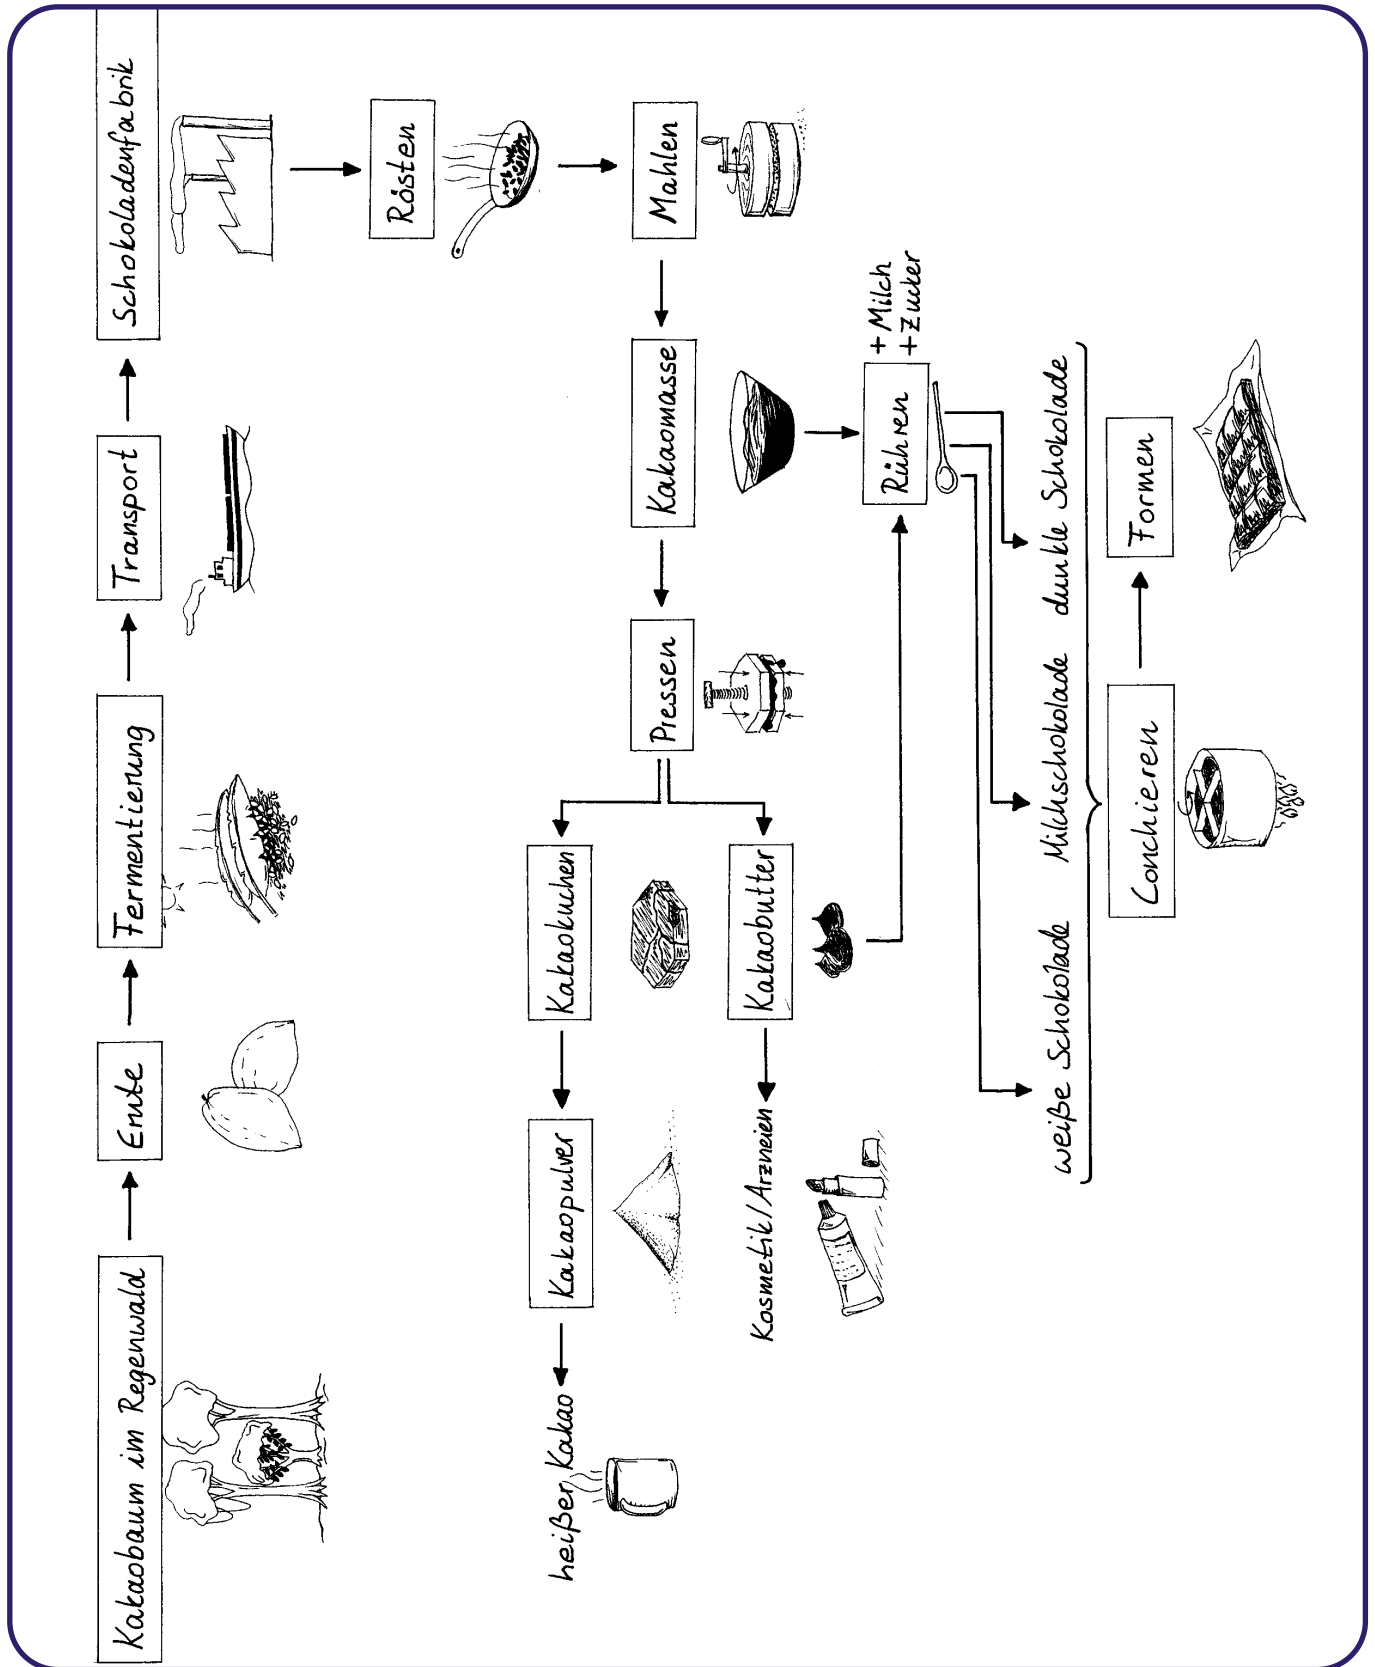 Kakaobaum im Regenwald
Ernte
Fermentierung
Transport
Schokoladenfabrik
Rösten
Mahlen
Kakaomasse
Pressen
Kakaokuchen
Kakaopulver
heißer Kakao
Kakaobutter
Kosmetik/Arzneien
Rühren
+ Milch
+ Zucker
weiße Schokolade
Milchschokolade
dunkle Schokolade
Conchieren
Formen